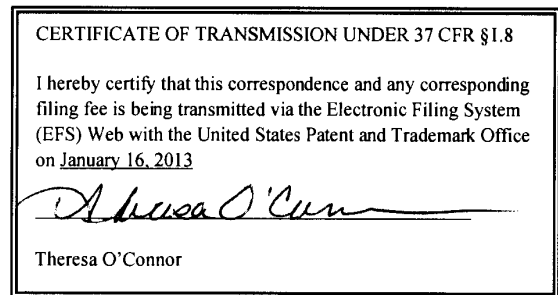 CERTIFICATE OF TRANSMISSION UNDER 37 CFR §1.8
I hereby certify that this correspondence and any corresponding
filing fee is being transmitted via the Electronic Filing System
(EFS) Web with the United States Patent and Trademark Office
on January 16, 2013
Theresa O'Connor
Theresa O'Connor